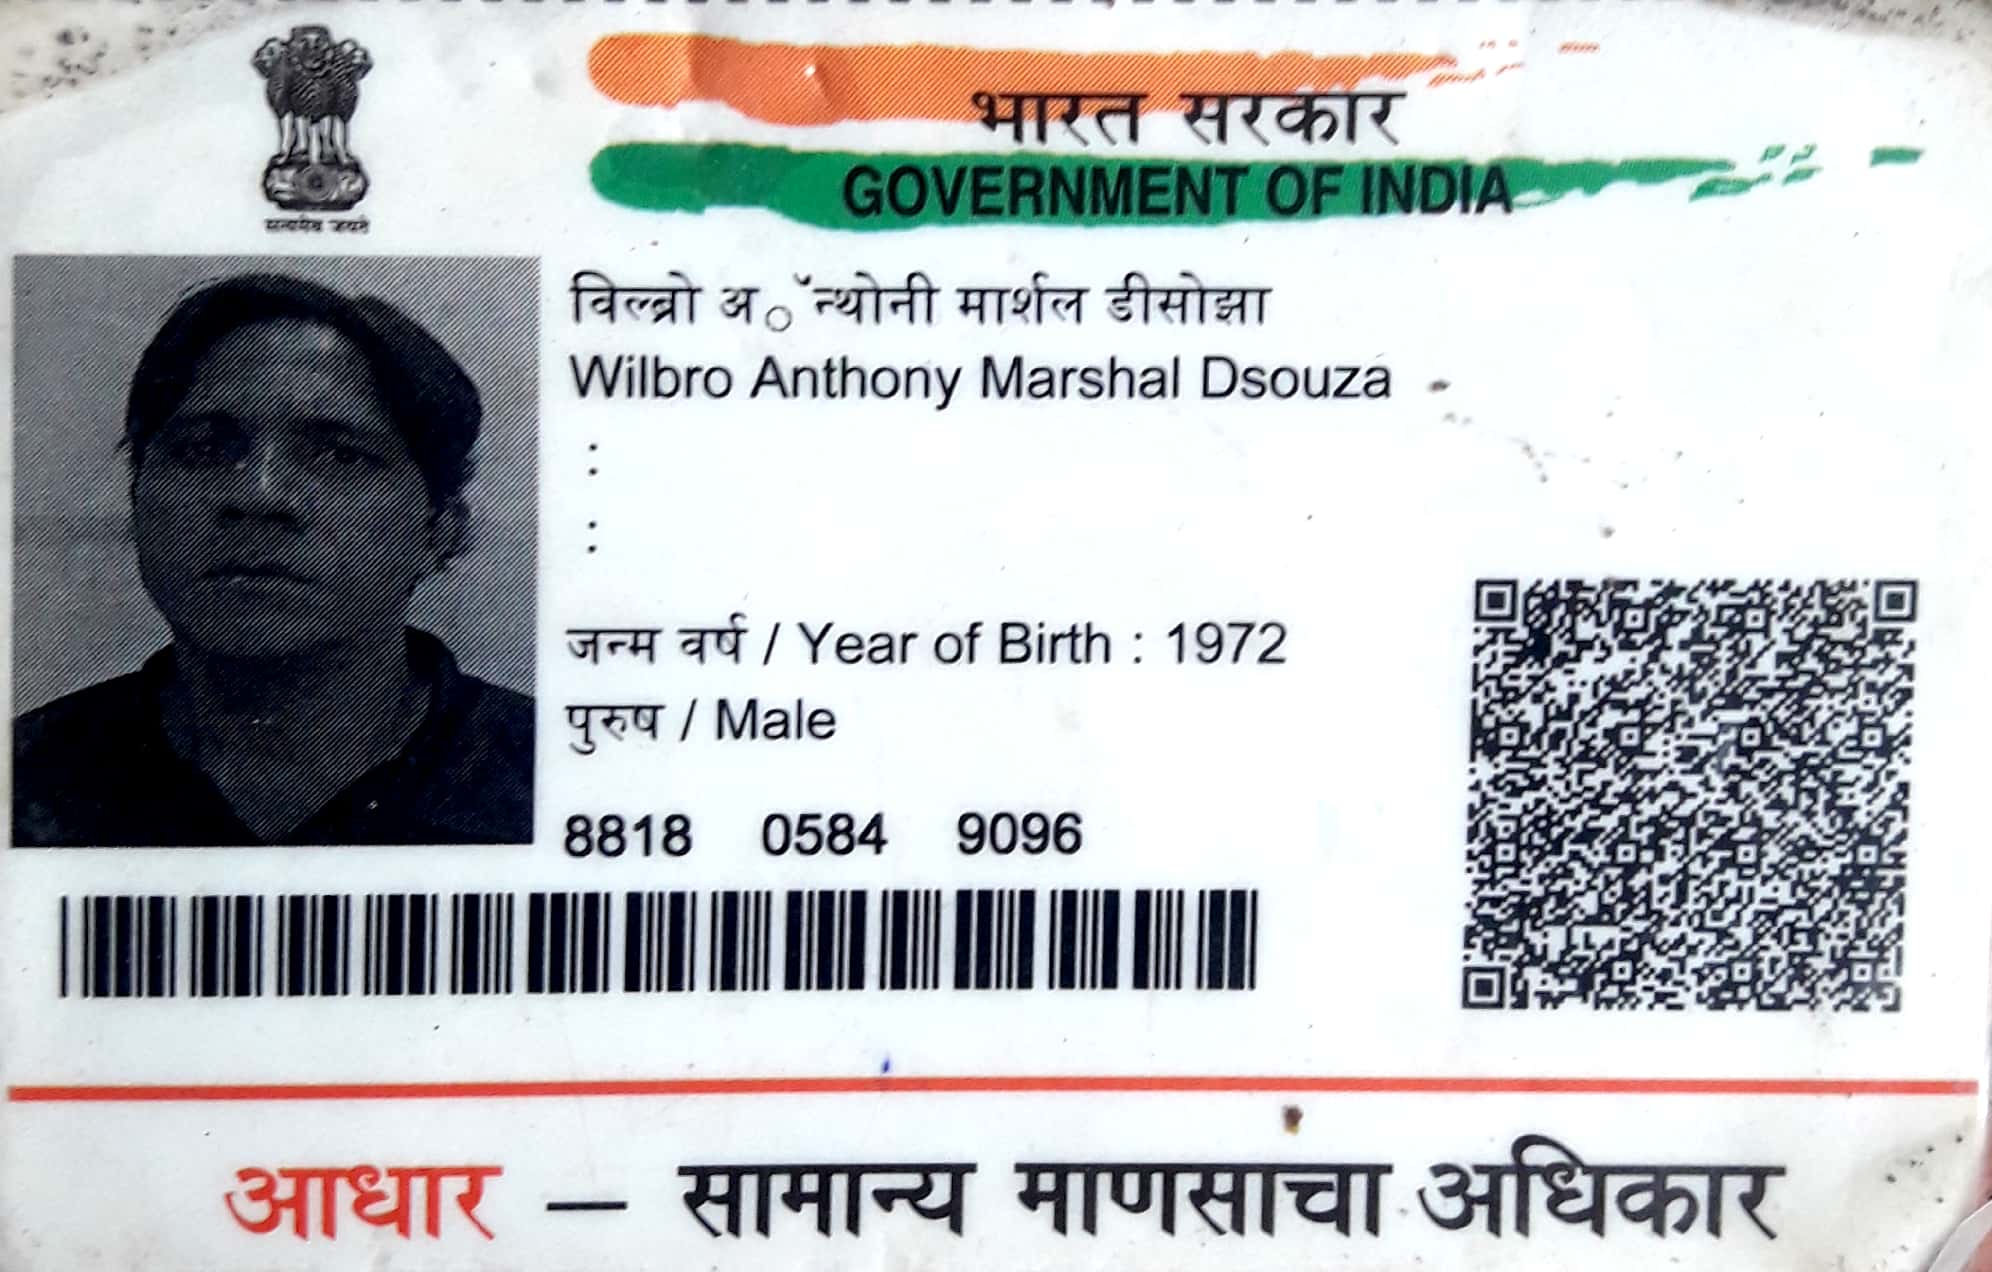 सत्यमेव जयते
भारत सरकार
GOVERNMENT OF INDIA
विल्ब्रो अ‍ॅन्थोनी मार्शल डीसोझा
Wilbro Anthony Marshal Dsouza
:
:
जन्म वर्ष / Year of Birth : 1972
पुरुष / Male
8818 0584 9096
आधार – सामान्य माणसाचा अधिकार